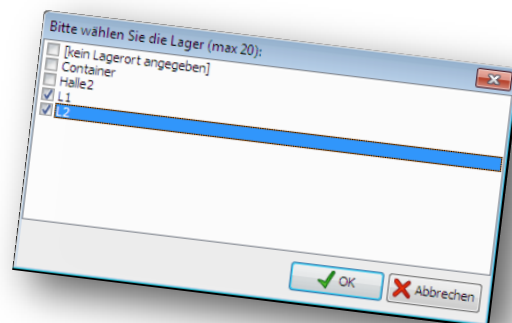 Bitte wählen Sie die Lager (max 20):
[kein Lagerort angegeben]
Container
Halle2
L1
L2
OK
Abbrechen